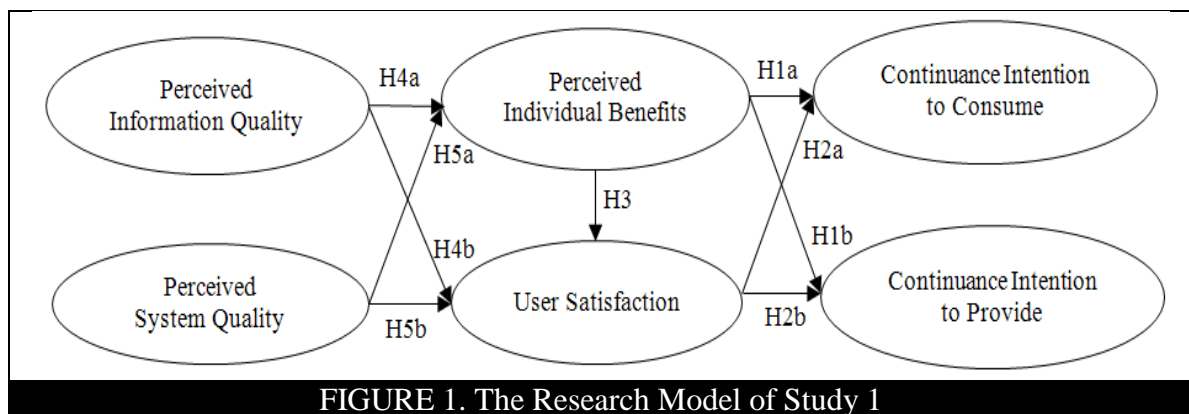 Perceived
Information Quality
H4a
Perceived
Individual Benefits
H1a
Continuance Intention
to Consume
H5a
H2a
H3
H4b
H1b
Perceived
System Quality
H5b
User Satisfaction
H2b
Continuance Intention
to Provide
FIGURE 1. The Research Model of Study 1